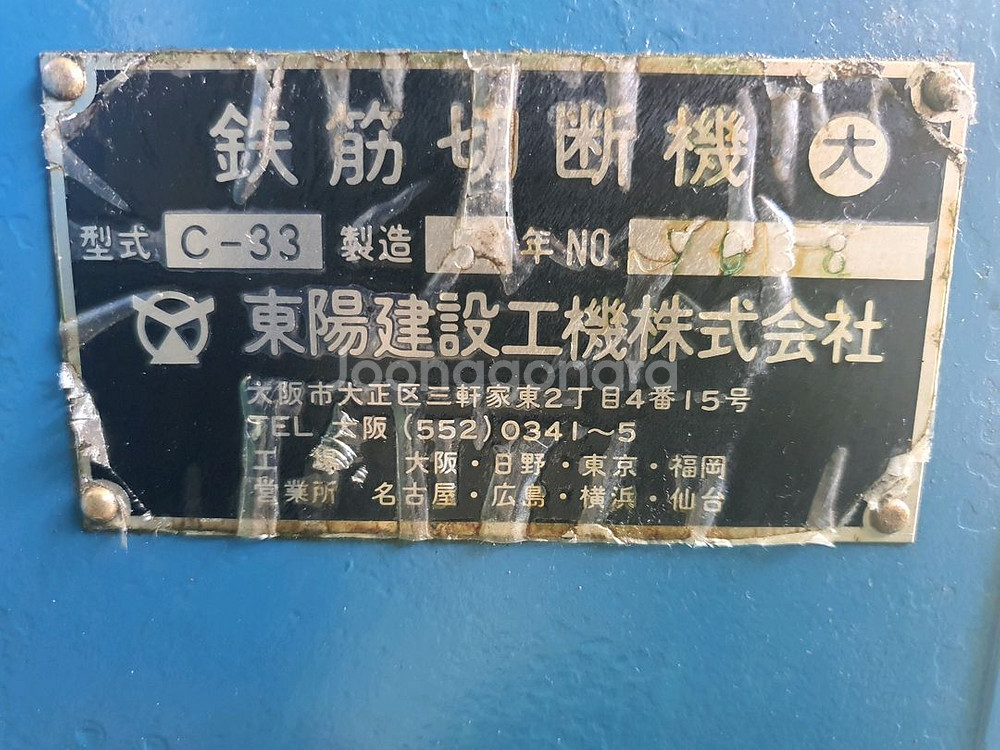 鉄筋切断機 大
型式 C-33 製造 年 NO
東陽建設工機株式会社
Joonggonara
大阪市大正区三軒家東2丁目4番15号
TEL 大阪 (552) 0341〜5
工 大阪・日野・東京・福岡
営業所 名古屋・広島・横浜・仙台